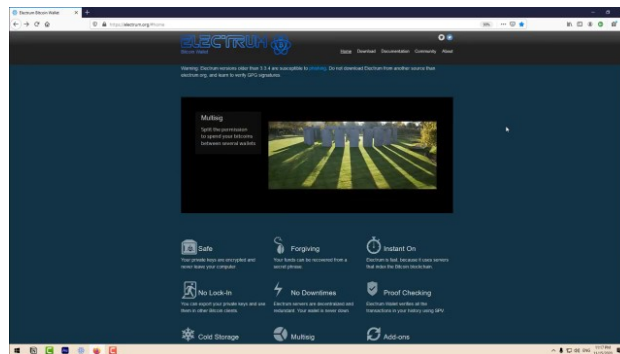 Electrum Bitcoin Wallet
https://electrum.org/#home
ELECTRUM
Bitcoin Wallet
Home Download Documentation Community About
Warning: Electrum versions older than 3.3.4 are susceptible to phishing. Do not download Electrum from another source than
electrum.org, and learn to verify GPG signatures.
Multisig
Split the permission
to spend your bitcoins
between several wallets
Safe
Your private keys are encrypted and
never leave your computer.
Forgiving
Your funds can be recovered from a
secret phrase.
Instant On
Electrum is fast, because it uses servers
that index the Bitcoin blockchain.
No Lock-In
You can export your private keys and use
them in other Bitcoin clients.
No Downtimes
Electrum servers are decentralized and
redundant. Your wallet is never down.
Proof Checking
Electrum Wallet verifies all the
transactions in your history using SPV.
Cold Storage
Multisig
Add-ons
ENG